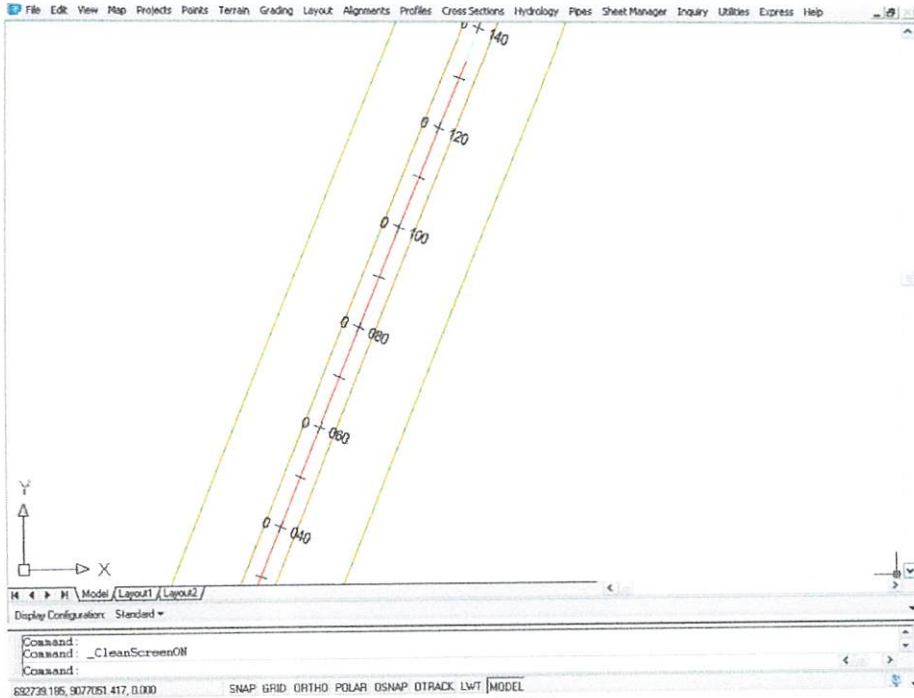 File Edit View Map Projects Points Terrain Grading Layout Alignments Profiles Cross Sections Hydrology Pipes Sheet Manager Inquiry Utilities Express Help
0+140
0+120
0+100
0+080
0+060
0+040
Y
X
Model Layout1 Layout2
Display Configuration: Standard
Command:
Command: _CleanScreenON
Command:
692739.185, 9077051.417, 0.000 SNAP GRID ORTHO POLAR OSNAP OTRACK LWT MODEL